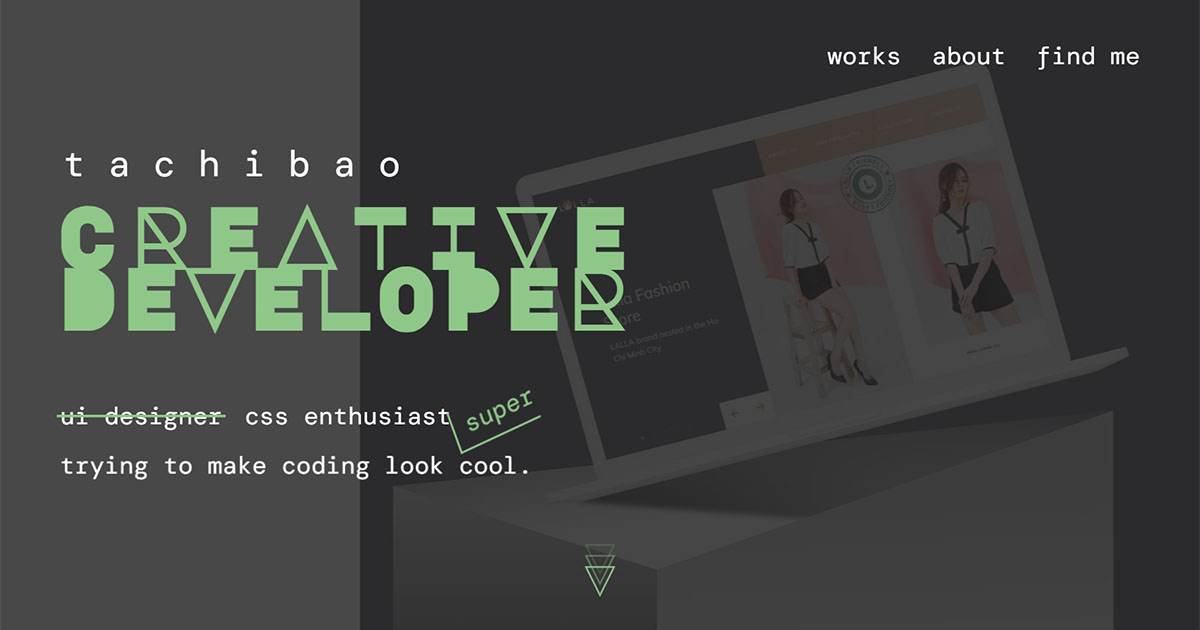 works about find me
tachibao
CREATIVE
DEVELOPER
LALLA
Fashion
LALLA brand nested in the Ho
Chi Minh City
ui designer css enthusiast
super
trying to make coding look cool.